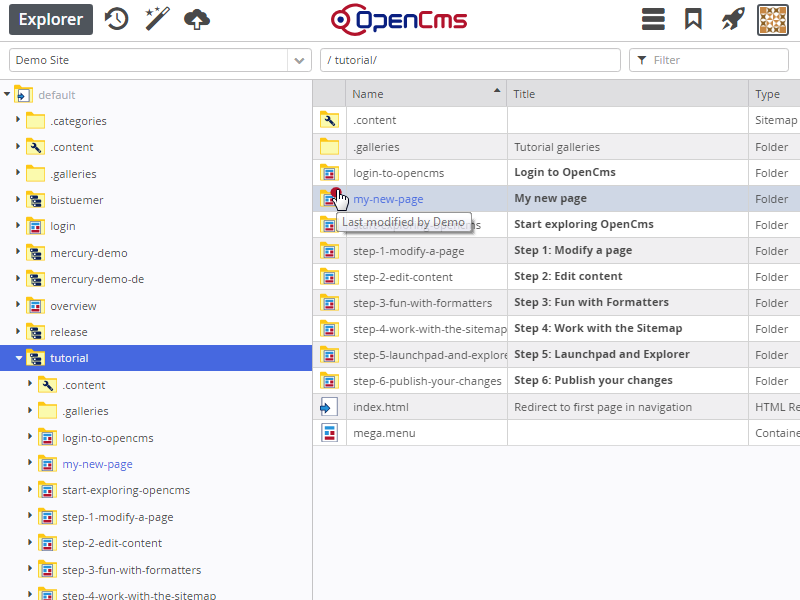 Explorer
OpenCms
Demo Site
/ tutorial/
Filter
default
.categories
.content
.galleries
bistuemer
login
mercury-demo
mercury-demo-de
overview
release
tutorial
.content
.galleries
login-to-opencms
my-new-page
start-exploring-opencms
step-1-modify-a-page
step-2-edit-content
step-3-fun-with-formatters
step-4-work-with-the-sitemap
Name Title Type
.content Sitemap
.galleries Tutorial galleries Folder
login-to-opencms Login to OpenCms Folder
my-new-page My new page Folder
Last modified by Demo
Start exploring OpenCms Folder
step-1-modify-a-page Step 1: Modify a page Folder
step-2-edit-content Step 2: Edit content Folder
step-3-fun-with-formatters Step 3: Fun with Formatters Folder
step-4-work-with-the-sitemap Step 4: Work with the Sitemap Folder
step-5-launchpad-and-explore Step 5: Launchpad and Explorer Folder
step-6-publish-your-changes Step 6: Publish your changes Folder
index.html Redirect to first page in navigation HTML Re
mega.menu Containe